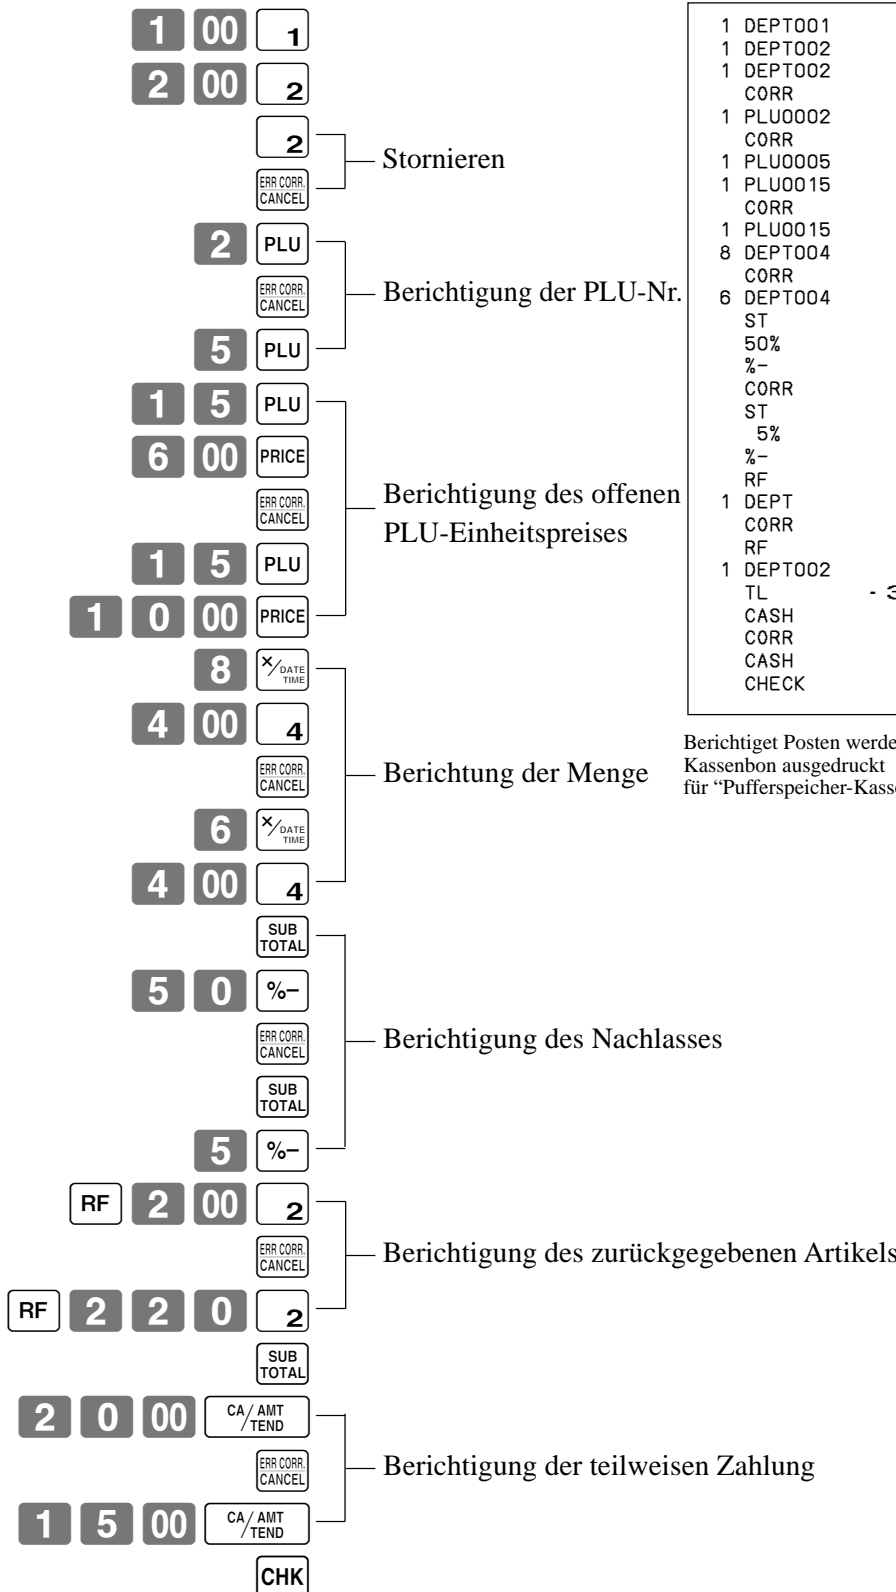 1 00 1
2 00 2
2
ERR CORR.
CANCEL
Stornieren
2 PLU
ERR CORR.
CANCEL
5 PLU
Berichtigung der PLU-Nr.
1 5 PLU
6 00 PRICE
ERR CORR.
CANCEL
1 5 PLU
1 0 00 PRICE
Berichtigung des offenen
PLU-Einheitspreises
8 ×/DATE TIME
4 00 4
ERR CORR.
CANCEL
6 ×/DATE TIME
4 00 4
Berichtung der Menge
SUB
TOTAL
5 0 %−
ERR CORR.
CANCEL
SUB
TOTAL
5 %−
Berichtigung des Nachlasses
RF 2 00 2
ERR CORR.
CANCEL
RF 2 2 0 2
Berichtigung des zurückgegebenen Artikels
SUB
TOTAL
2 0 00 CA/AMT TEND
ERR CORR.
CANCEL
1 5 00 CA/AMT TEND
Berichtigung der teilweisen Zahlung
CHK
1 DEPT001
1 DEPT002
1 DEPT002
CORR
1 PLU0002
CORR
1 PLU0005
1 PLU0015
CORR
1 PLU0015
8 DEPT004
CORR
6 DEPT004
ST
50%
%-
CORR
ST
5%
%-
RF
1 DEPT
CORR
RF
1 DEPT002
TL -
CASH
CORR
CASH
CHECK
Berichtiget Posten werde
Kassenbon ausgedruckt
für “Pufferspeicher-Kasse